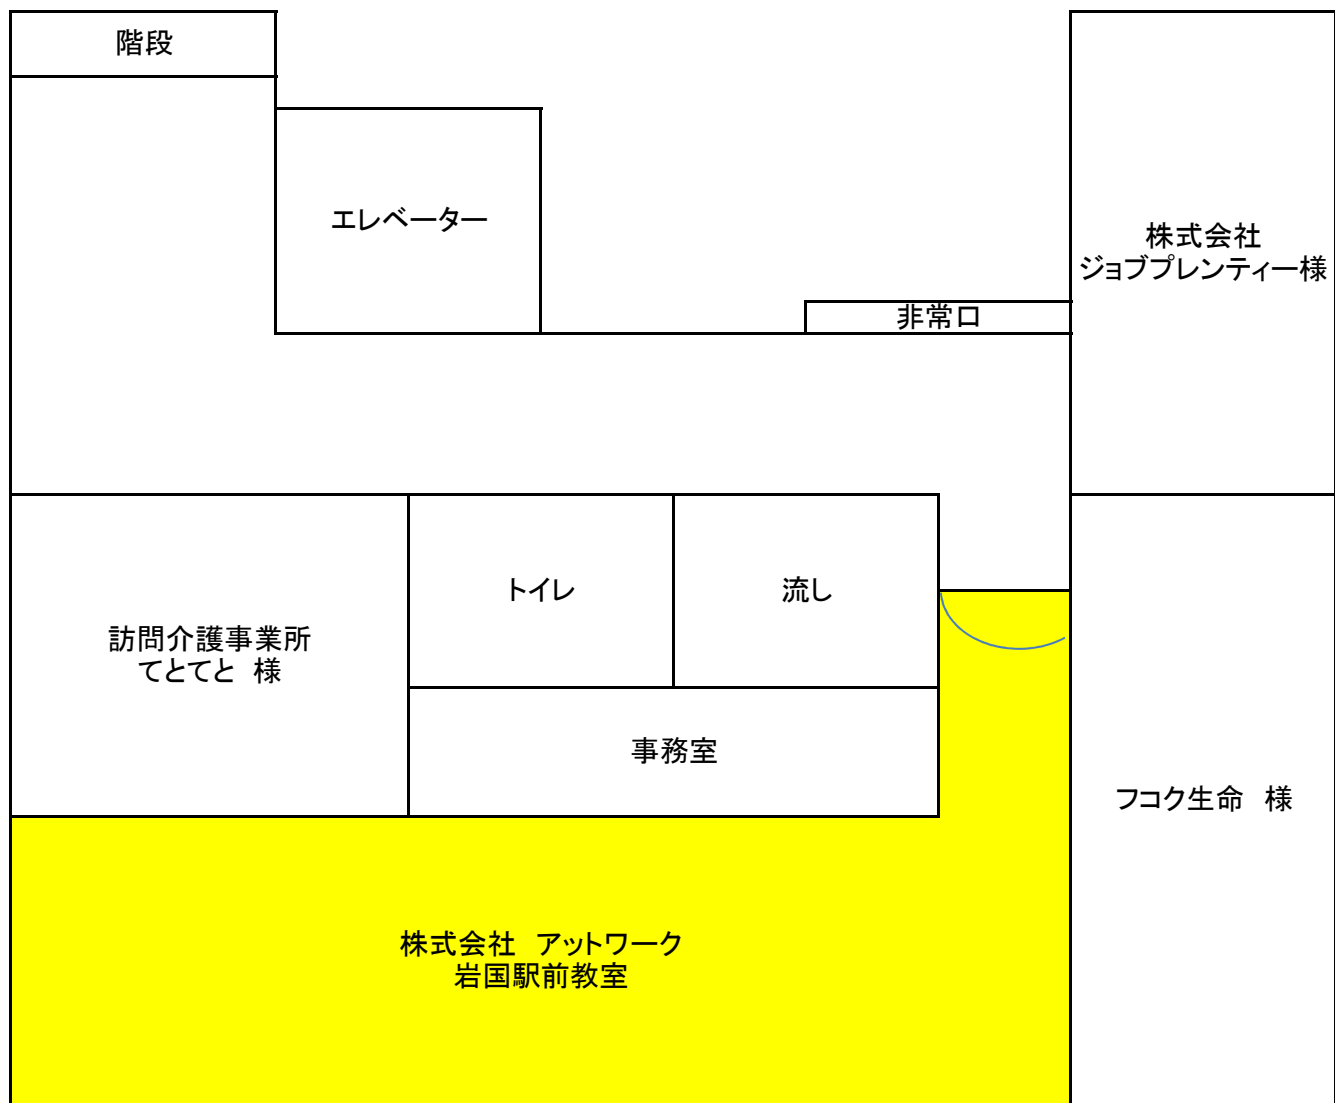 階段
エレベーター
株式会社
ジョブプレンティー様
非常口
トイレ
流し
訪問介護事業所
てとてと 様
事務室
フコク生命 様
株式会社 アットワーク
岩国駅前教室